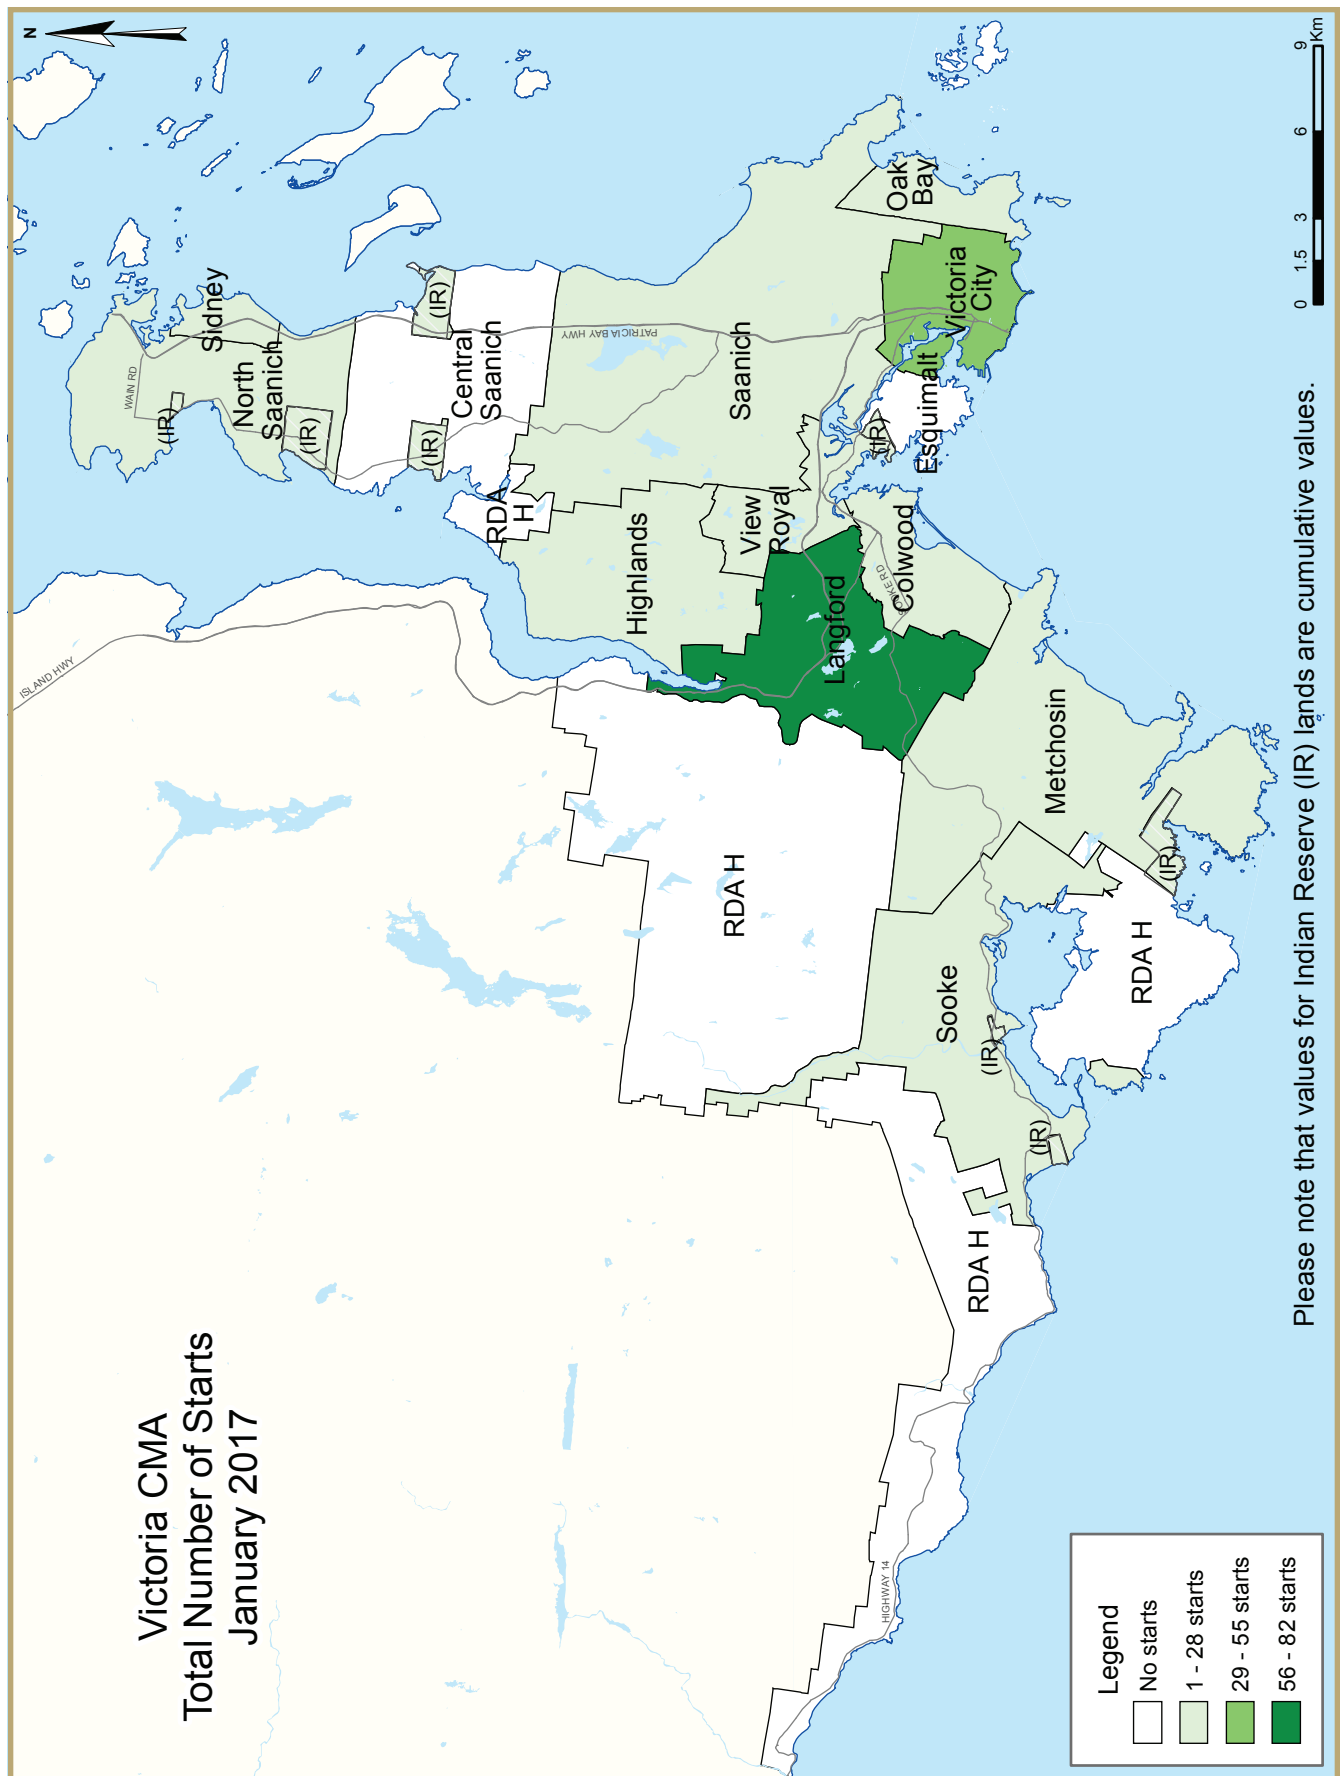 Victoria CMA
Total Number of Starts
January 2017
N
ISLAND HWY
WAIN RD
(IR)
North
Saanich
Sidney
(IR)
(IR)
Central
Saanich
(IR)
RDA
H
PATRICIA BAY HWY
Highlands
Saanich
View
Royal
Oak
Bay
Victoria
City
Esquimalt
(IR)
Langford
Colwood
SOOKE RD
RDA H
Metchosin
(IR)
Sooke
(IR)
(IR)
RDA H
RDA H
HIGHWAY 14
Legend
No starts
1 - 28 starts
29 - 55 starts
56 - 82 starts
0 1.5 3 6 9
Km
Please note that values for Indian Reserve (IR) lands are cumulative values.